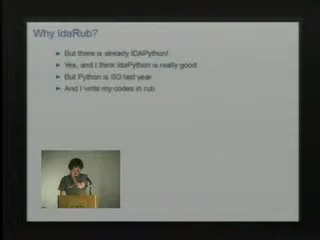 Why IdaRub?
But there is already IDAPython!
Yes, and I think IdaPython is really good
But Python is SO last year
And I write my codes in rub